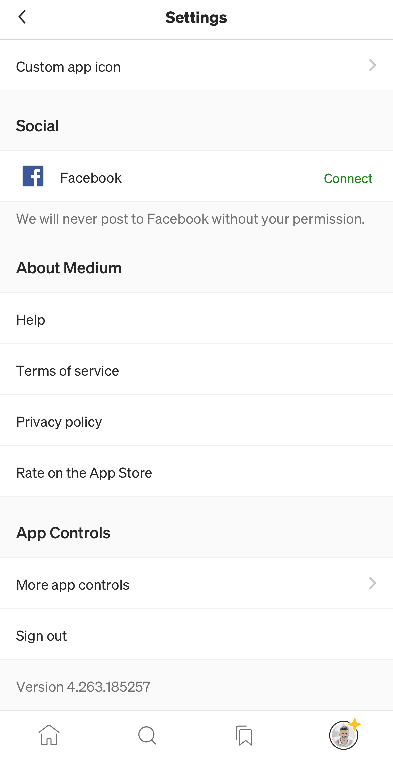 Settings
Custom app icon
Social
Facebook
Connect
We will never post to Facebook without your permission.
About Medium
Help
Terms of service
Privacy policy
Rate on the App Store
App Controls
More app controls
Sign out
Version 4.263.185257